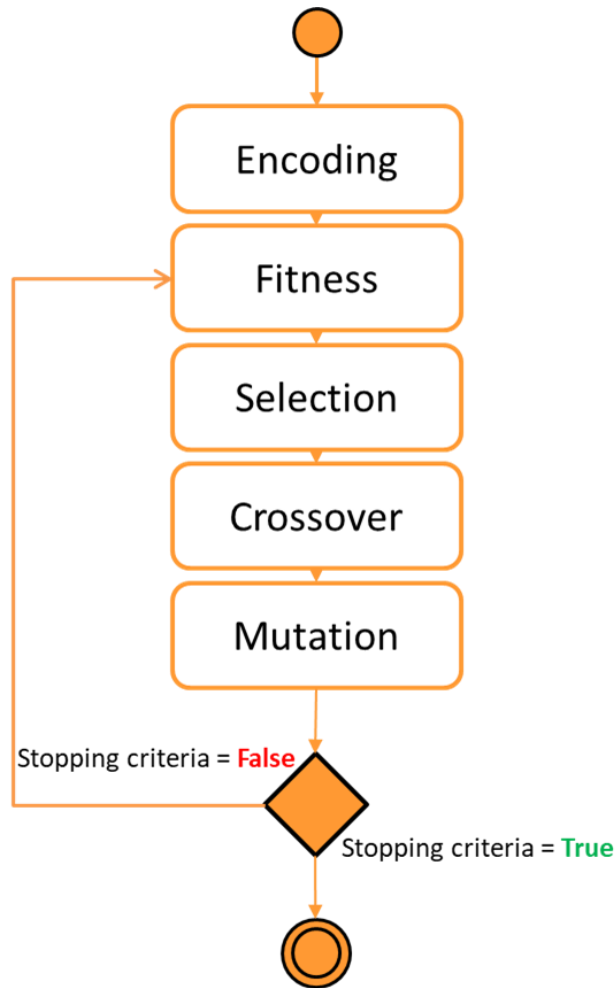 Encoding
Fitness
Selection
Crossover
Mutation
Stopping criteria = False
Stopping criteria = True